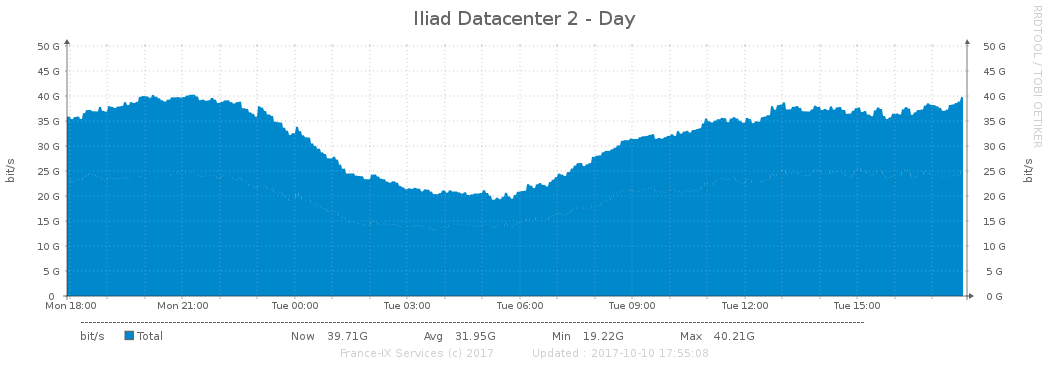 Iliad Datacenter 2 - Day
RRDTOOL / TOBI OETIKER
50 G 50 G
45 G 45 G
40 G 40 G
35 G 35 G
30 G 30 G
25 G 25 G
20 G 20 G
15 G 15 G
10 G 10 G
5 G 5 G
0 0 G
bit/s bit/s
Mon 18:00 Mon 21:00 Tue 00:00 Tue 03:00 Tue 06:00 Tue 09:00 Tue 12:00 Tue 15:00
bit/s Total Now 39.71G Avg 31.95G Min 19.22G Max 40.21G
France-IX Services (c) 2017 Updated : 2017-10-10 17:55:08